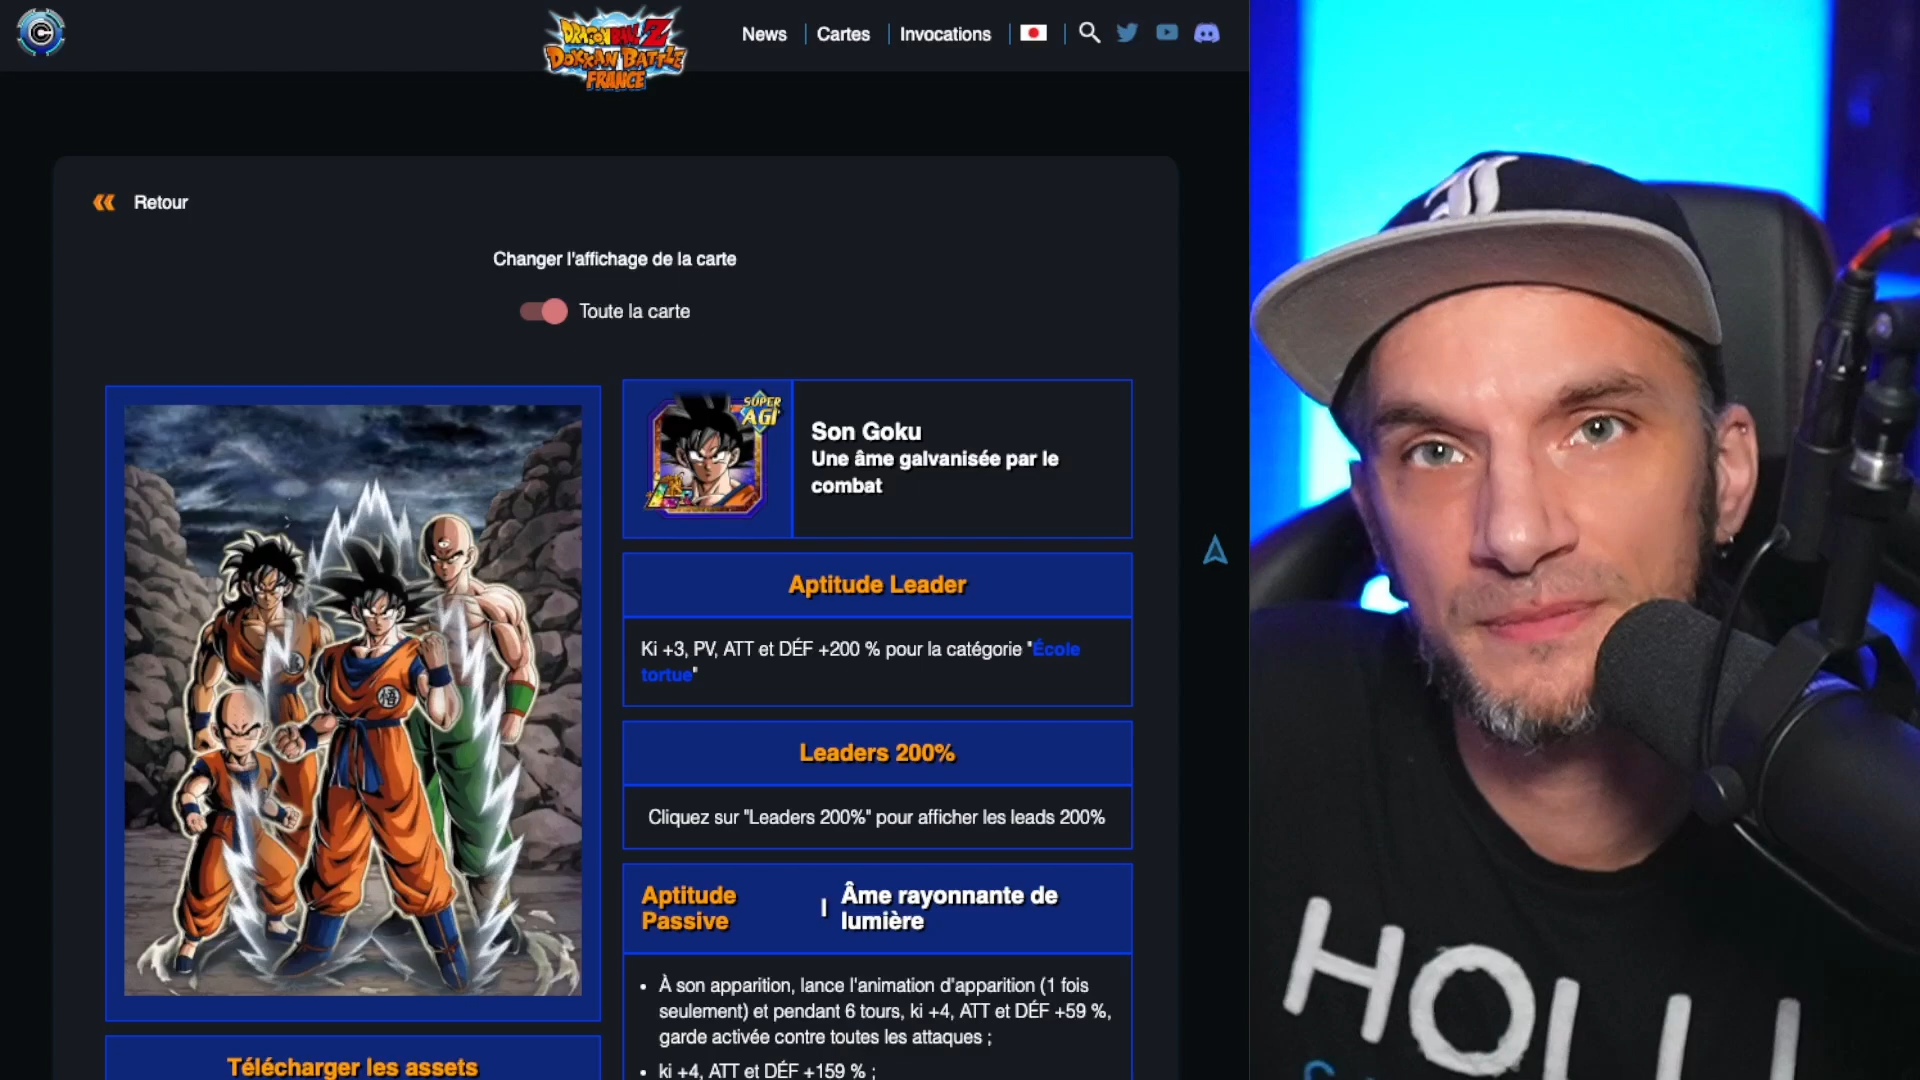 DRAGON BALL Z
DOKKAN BATTLE
FRANCE
News
Cartes
Invocations
Retour
Changer l'affichage de la carte
Toute la carte
SUPER
AGI
Son Goku
Une âme galvanisée par le
combat
Aptitude Leader
Ki +3, PV, ATT et DÉF +200 % pour la catégorie "École
tortue"
Leaders 200%
Cliquez sur "Leaders 200%" pour afficher les leads 200%
Aptitude
Passive
|
Âme rayonnante de
lumière
• À son apparition, lance l'animation d'apparition (1 fois
seulement) et pendant 6 tours, ki +4, ATT et DÉF +59 %,
garde activée contre toutes les attaques ;
• ki +4, ATT et DÉF +159 % ;
Télécharger les assets
悟